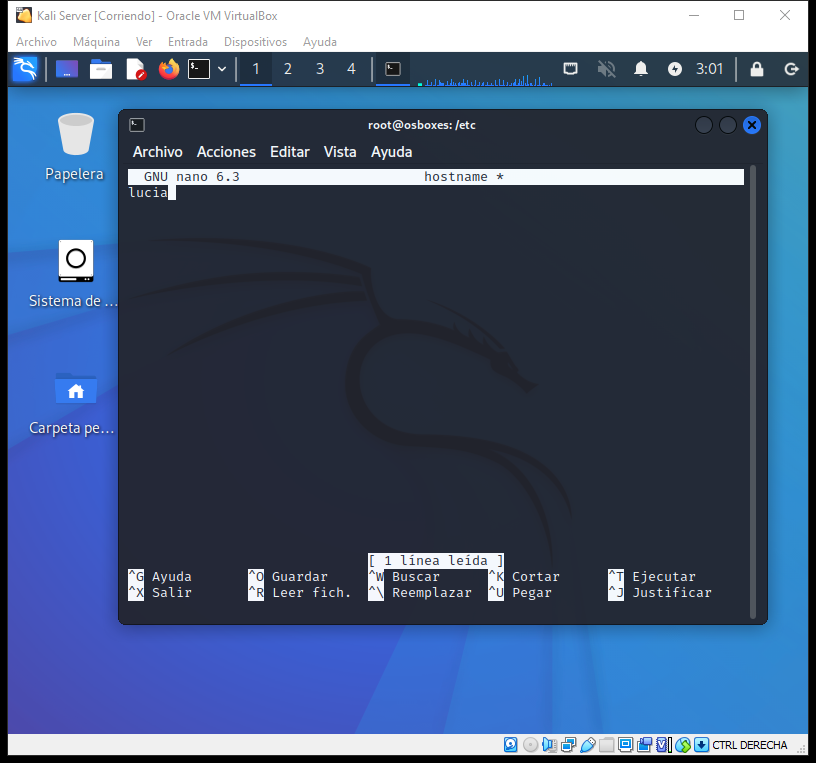 Kali Server [Corriendo] - Oracle VM VirtualBox
Archivo Máquina Ver Entrada Dispositivos Ayuda
1 2 3 4 3:01
root@osboxes: /etc
Archivo Acciones Editar Vista Ayuda
GNU nano 6.3 hostname *
lucia
Papelera
Sistema de ...
Carpeta pe...
[ 1 línea leída ]
^G Ayuda ^O Guardar ^W Buscar ^K Cortar ^T Ejecutar
^X Salir ^R Leer fich. ^\ Reemplazar ^U Pegar ^J Justificar
CTRL DERECHA